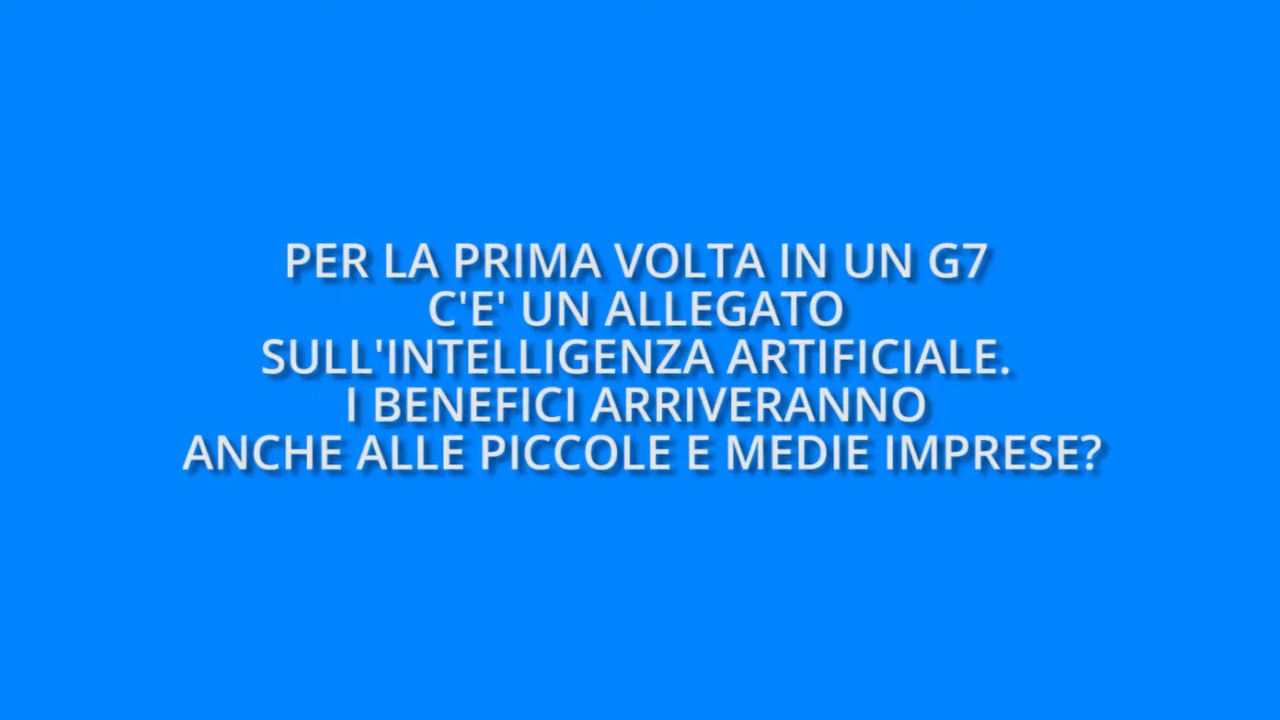 PER LA PRIMA VOLTA IN UN G7
C'E' UN ALLEGATO
SULL'INTELLIGENZA ARTIFICIALE.
I BENEFICI ARRIVERANNO
ANCHE ALLE PICCOLE E MEDIE IMPRESE?